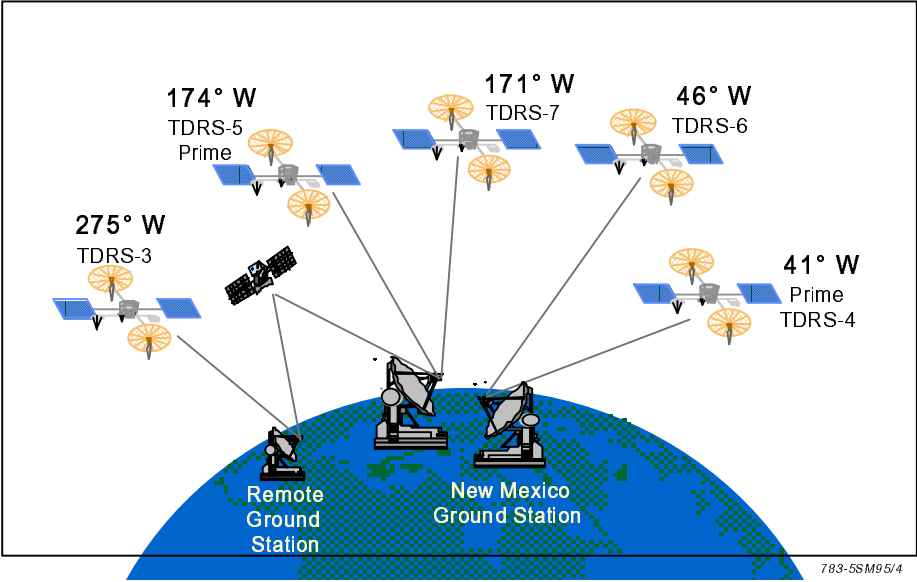 174° W
TDRS-5
Prime
171° W
TDRS-7
46° W
TDRS-6
275° W
TDRS-3
41° W
Prime
TDRS-4
Remote
Ground
Station
New Mexico
Ground Station
783-5SM95/4